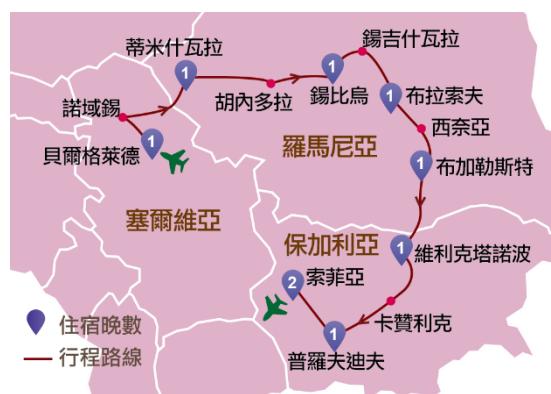 蒂米什瓦拉
1
胡內多拉
錫比烏
1
錫吉什瓦拉
1
布拉索夫
西奈亞
羅馬尼亞
1
布加勒斯特
諾域錫
1
貝爾格萊德
塞爾維亞
保加利亞
1
維利克塔諾波
2
索菲亞
卡贊利克
1
普羅夫迪夫
住宿晚數
行程路線